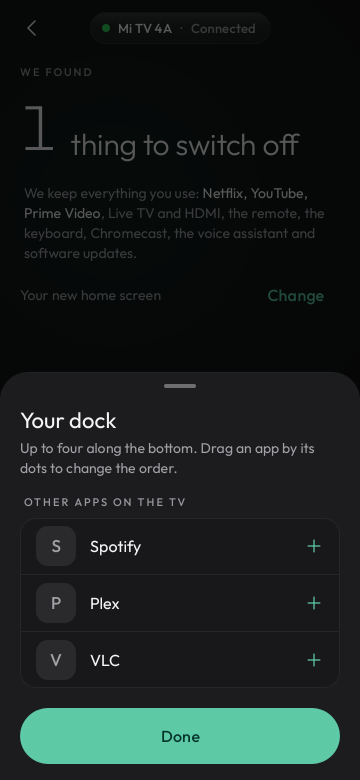 Mi TV 4A · Connected
WE FOUND
1 thing to switch off
We keep everything you use: Netflix, YouTube,
Prime Video, Live TV and HDMI, the remote, the
keyboard, Chromecast, the voice assistant and
software updates.
Your new home screen Change
Your dock
Up to four along the bottom. Drag an app by its
dots to change the order.
OTHER APPS ON THE TV
S Spotify +
P Plex +
V VLC +
Done